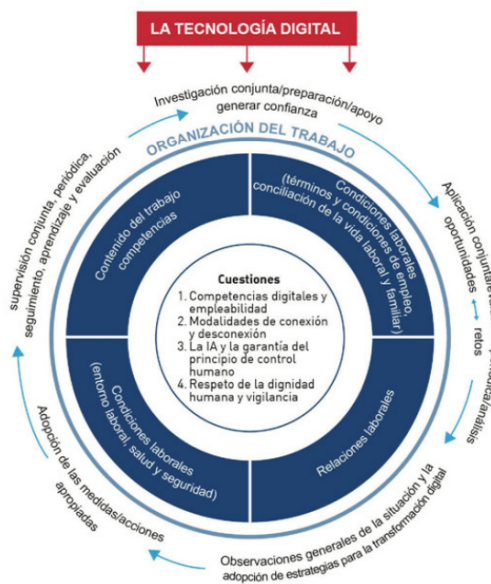 LA TECNOLOGÍA DIGITAL
Investigación conjunta/preparación/apoyo
generar confianza
ORGANIZACIÓN DEL TRABAJO
Contenido del trabajo
competencias
Condiciones laborales
(términos y condiciones de empleo,
conciliación de la vida laboral y familiar)
Cuestiones
1. Competencias digitales y
empleabilidad
2. Modalidades de conexión
y desconexión
3. La IA y la garantía del
principio de control
humano
4. Respeto de la dignidad
humana y vigilancia
Condiciones laborales
(entorno laboral, salud y seguridad)
Relaciones laborales
oportunidades
retos
Observaciones generales de la situación y la
adopción de estrategias para la transformación digital
Adopción de las medidas/acciones
apropiadas
supervisión conjunta, periódica,
seguimiento, aprendizaje y evaluación